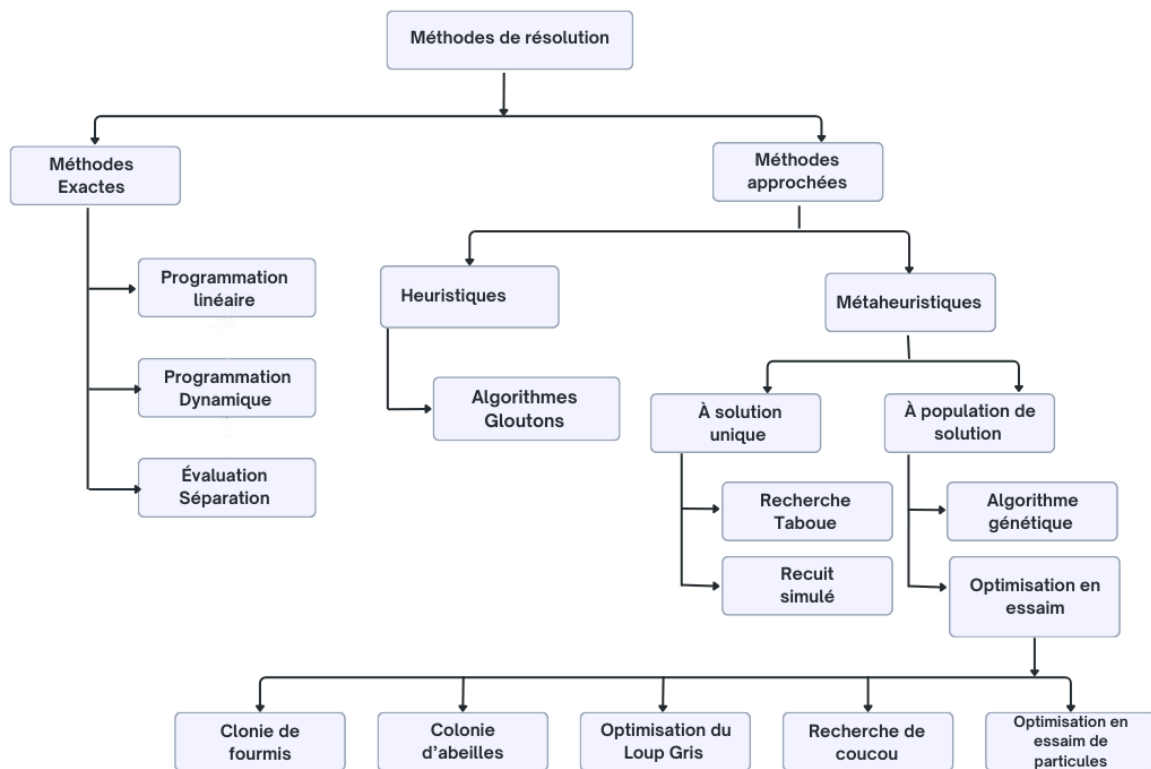 Méthodes de résolution
Méthodes
Exactes
Méthodes
approchées
Programmation
linéaire
Heuristiques
Métaheuristiques
Programmation
Dynamique
Algorithmes
Gloutons
À solution
unique
À population de
solution
Évaluation
Séparation
Recherche
Taboue
Algorithme
génétique
Recuit
simulé
Optimisation en
essaim
Clonie de
fourmis
Colonie
d'abeilles
Optimisation du
Loup Gris
Recherche de
coucou
Optimisation en
essaim de
particules